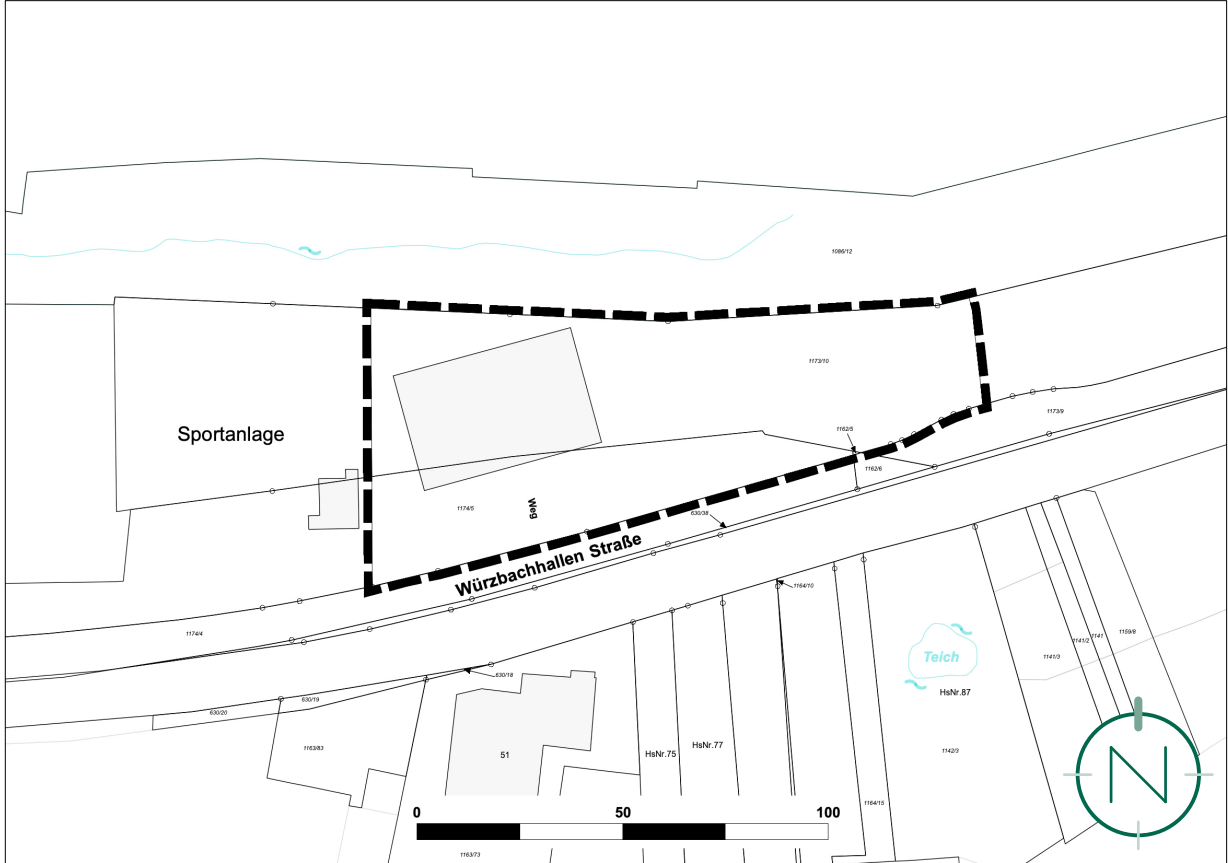 1086/12
1173/10
Sportanlage
1162/5
1173/9
1162/6
1174/5
Weg
630/38
Würzbachhallen Straße
1164/10
1174/4
1159/8
1141
1141/2
1141/3
Teich
630/18
HsNr.87
630/19
630/20
1163/83
51
HsNr.75
HsNr.77
1142/3
N
1164/15
0 50 100
1163/73